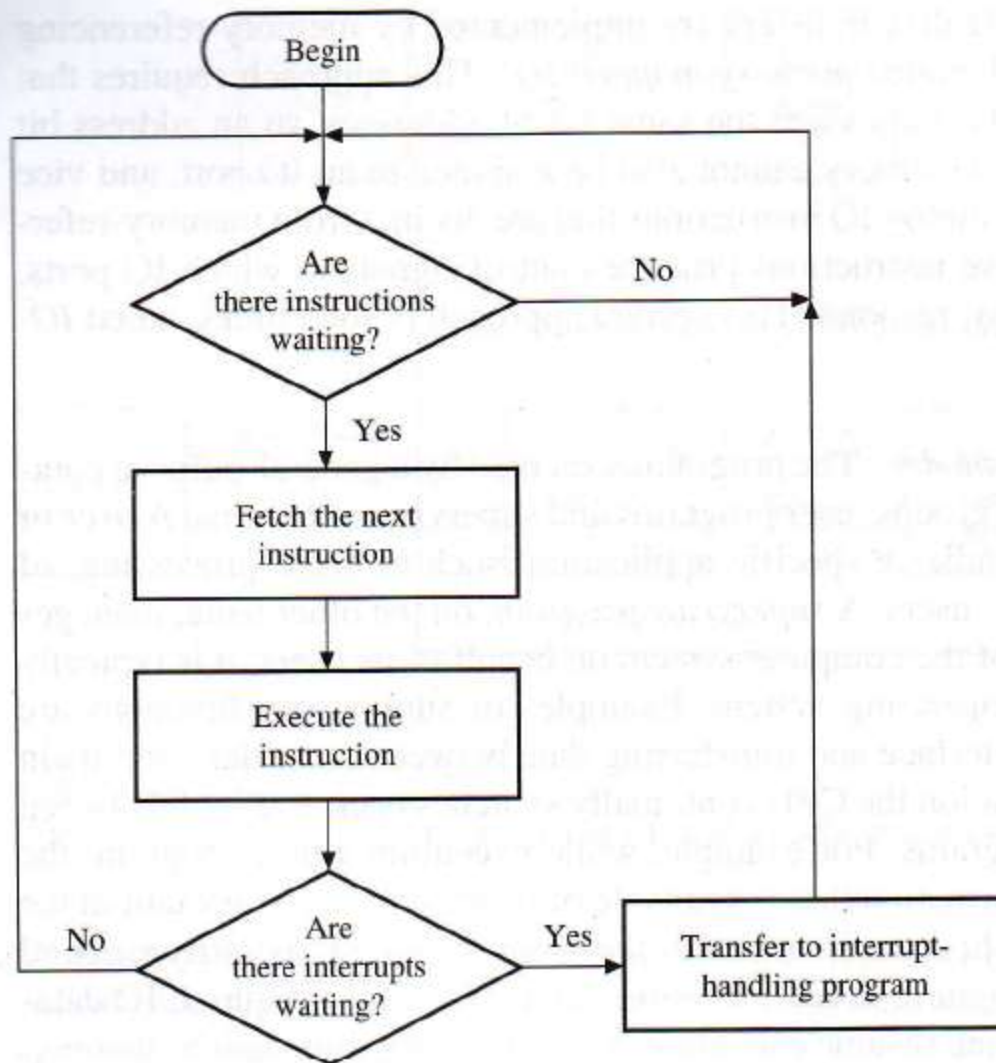 Begin
Are
there instructions
waiting?
No
Yes
Fetch the next
instruction
Execute the
instruction
Are
there interrupts
waiting?
No
Yes
Transfer to interrupt-
handling program